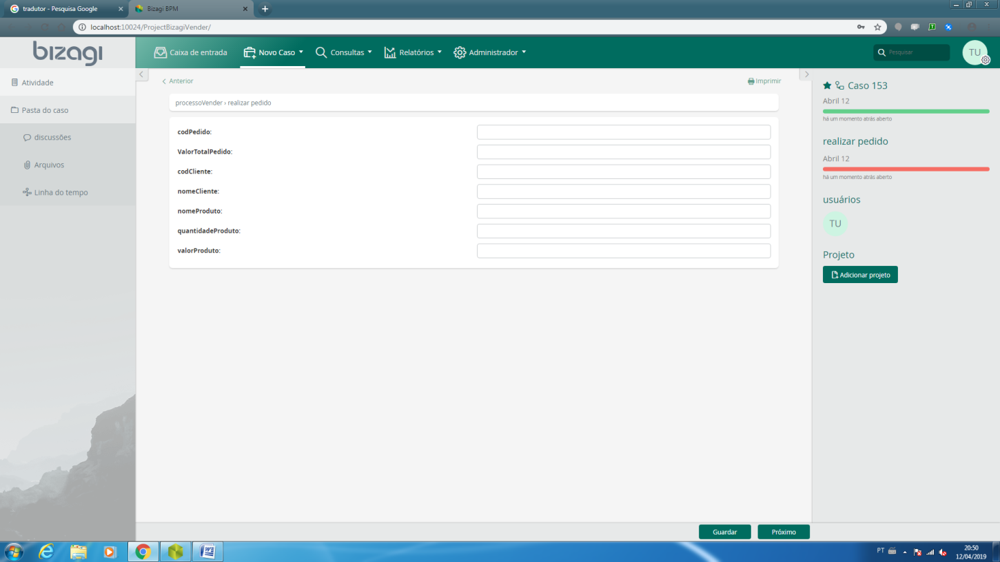 tradutor - Pesquisa Google
Bizagi BPM
localhost:10024/ProjectBizagiVender/
bizagi
Caixa de entrada
Novo Caso
Consultas
Relatórios
Administrador
Pesquisar
TU
Atividade
Pasta do caso
discussões
Arquivos
Linha do tempo
Anterior
Imprimir
processoVender › realizar pedido
codPedido:
ValorTotalPedido:
codCliente:
nomeCliente:
nomeProduto:
quantidadeProduto:
valorProduto:
Caso 153
Abril 12
há um momento atrás aberto
realizar pedido
Abril 12
há um momento atrás aberto
usuários
TU
Projeto
Adicionar projeto
Guardar
Próximo
PT
20:50
12/04/2019